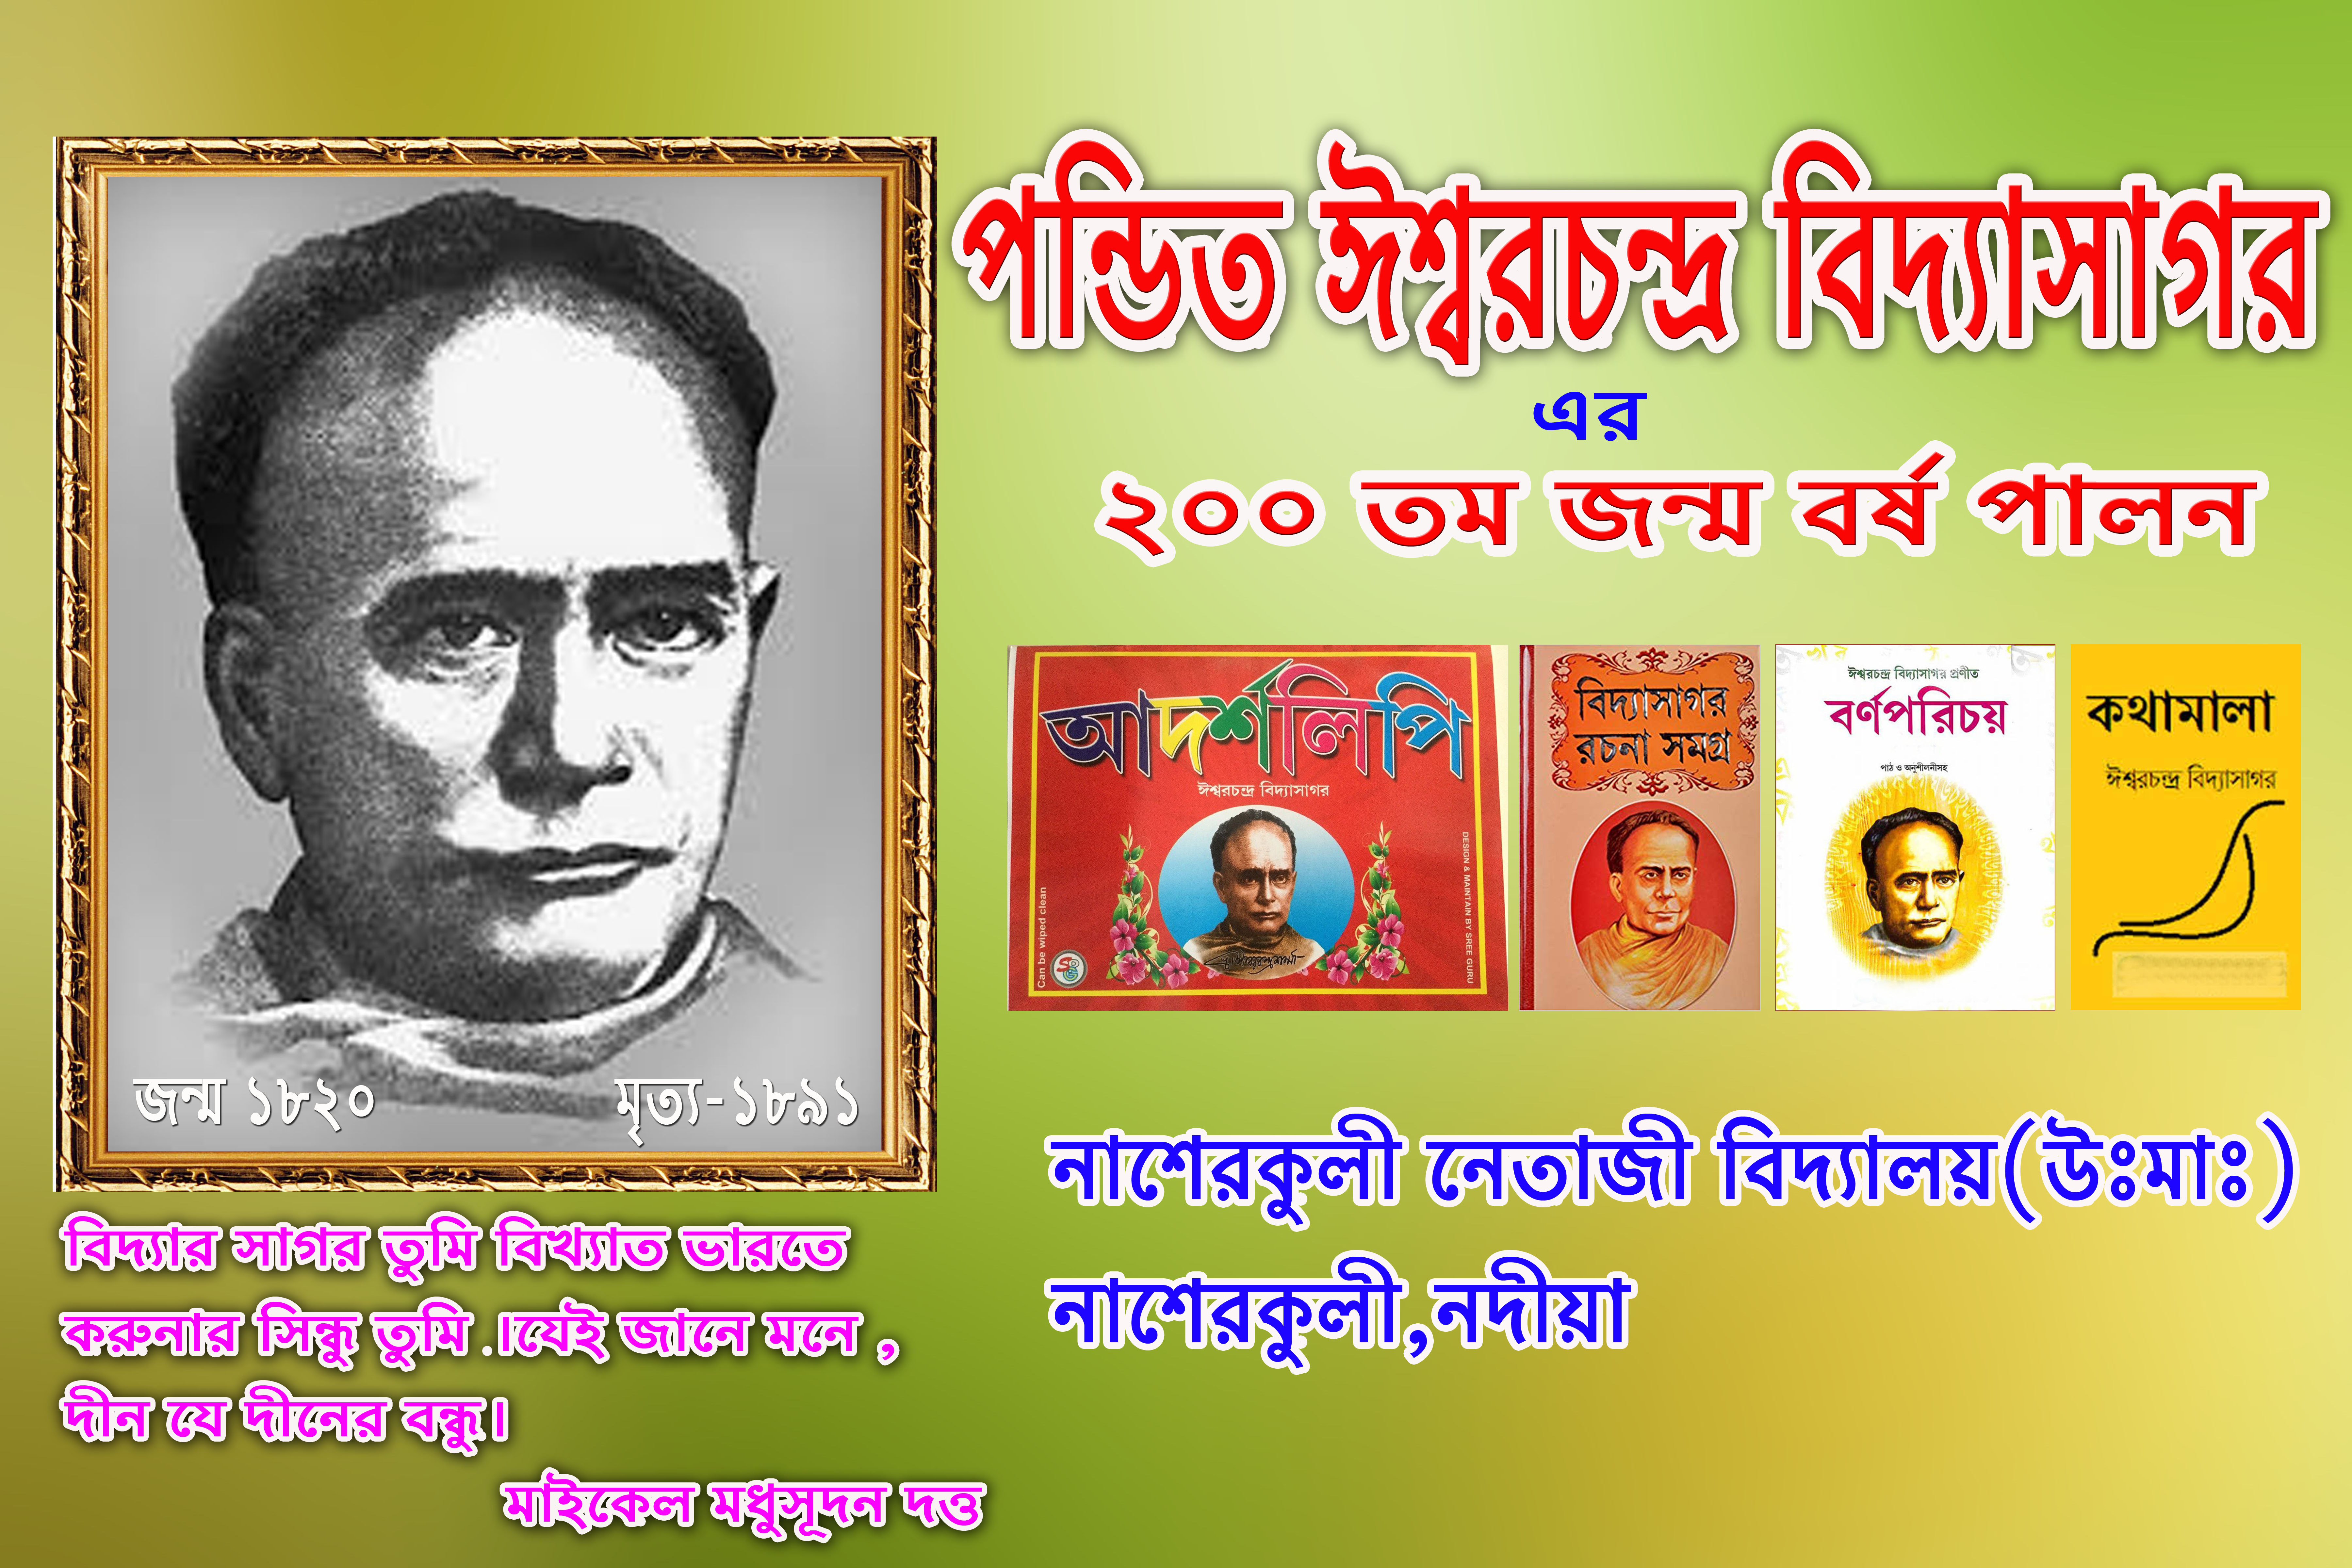 পন্ডিত ঈশ্বরচন্দ্র বিদ্যাসাগর
এর
২০০ তম জন্ম বর্ষ পালন
আদর্শলিপি
ঈশ্বরচন্দ্র বিদ্যাসাগর
Can be wiped clean
DESIGN & MAINTAIN BY SREE GURU
বিদ্যাসাগর
রচনা সমগ্র
ঈশ্বরচন্দ্র বিদ্যাসাগর প্রণীত
বর্ণপরিচয়
পাঠ ও অনুশীলনীসহ
কথামালা
ঈশ্বরচন্দ্র বিদ্যাসাগর
জন্ম ১৮২০
মৃত্য-১৮৯১
নাশেরকুলী নেতাজী বিদ্যালয়(উঃমাঃ)
নাশেরকুলী,নদীয়া
বিদ্যার সাগর তুমি বিখ্যাত ভারতে
করুনার সিন্ধু তুমি .।যেই জানে মনে ,
দীন যে দীনের বন্ধু।
মাইকেল মধুসূদন দত্ত